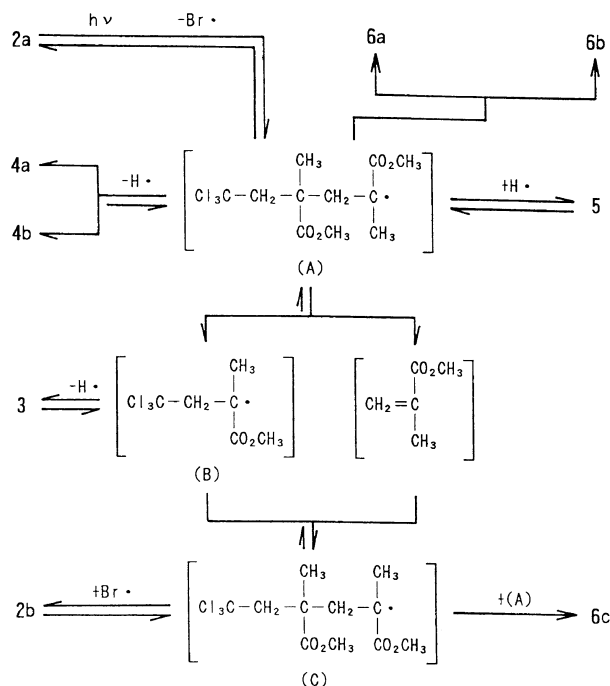 hν -Br•
2a 6a 6b
CH₃ CO₂CH₃
4a -H• Cl₃C-CH₂-C-CH₂-C• +H• 5
4b CO₂CH₃ CH₃
(A)
CH₃ CO₂CH₃
3 -H• Cl₃C-CH₂-C• CH₂=C
CO₂CH₃ CH₃
(B)
CH₃ CH₃
2b +Br• Cl₃C-CH₂-C-CH₂-C• +(A) 6c
CO₂CH₃ CO₂CH₃
(C)